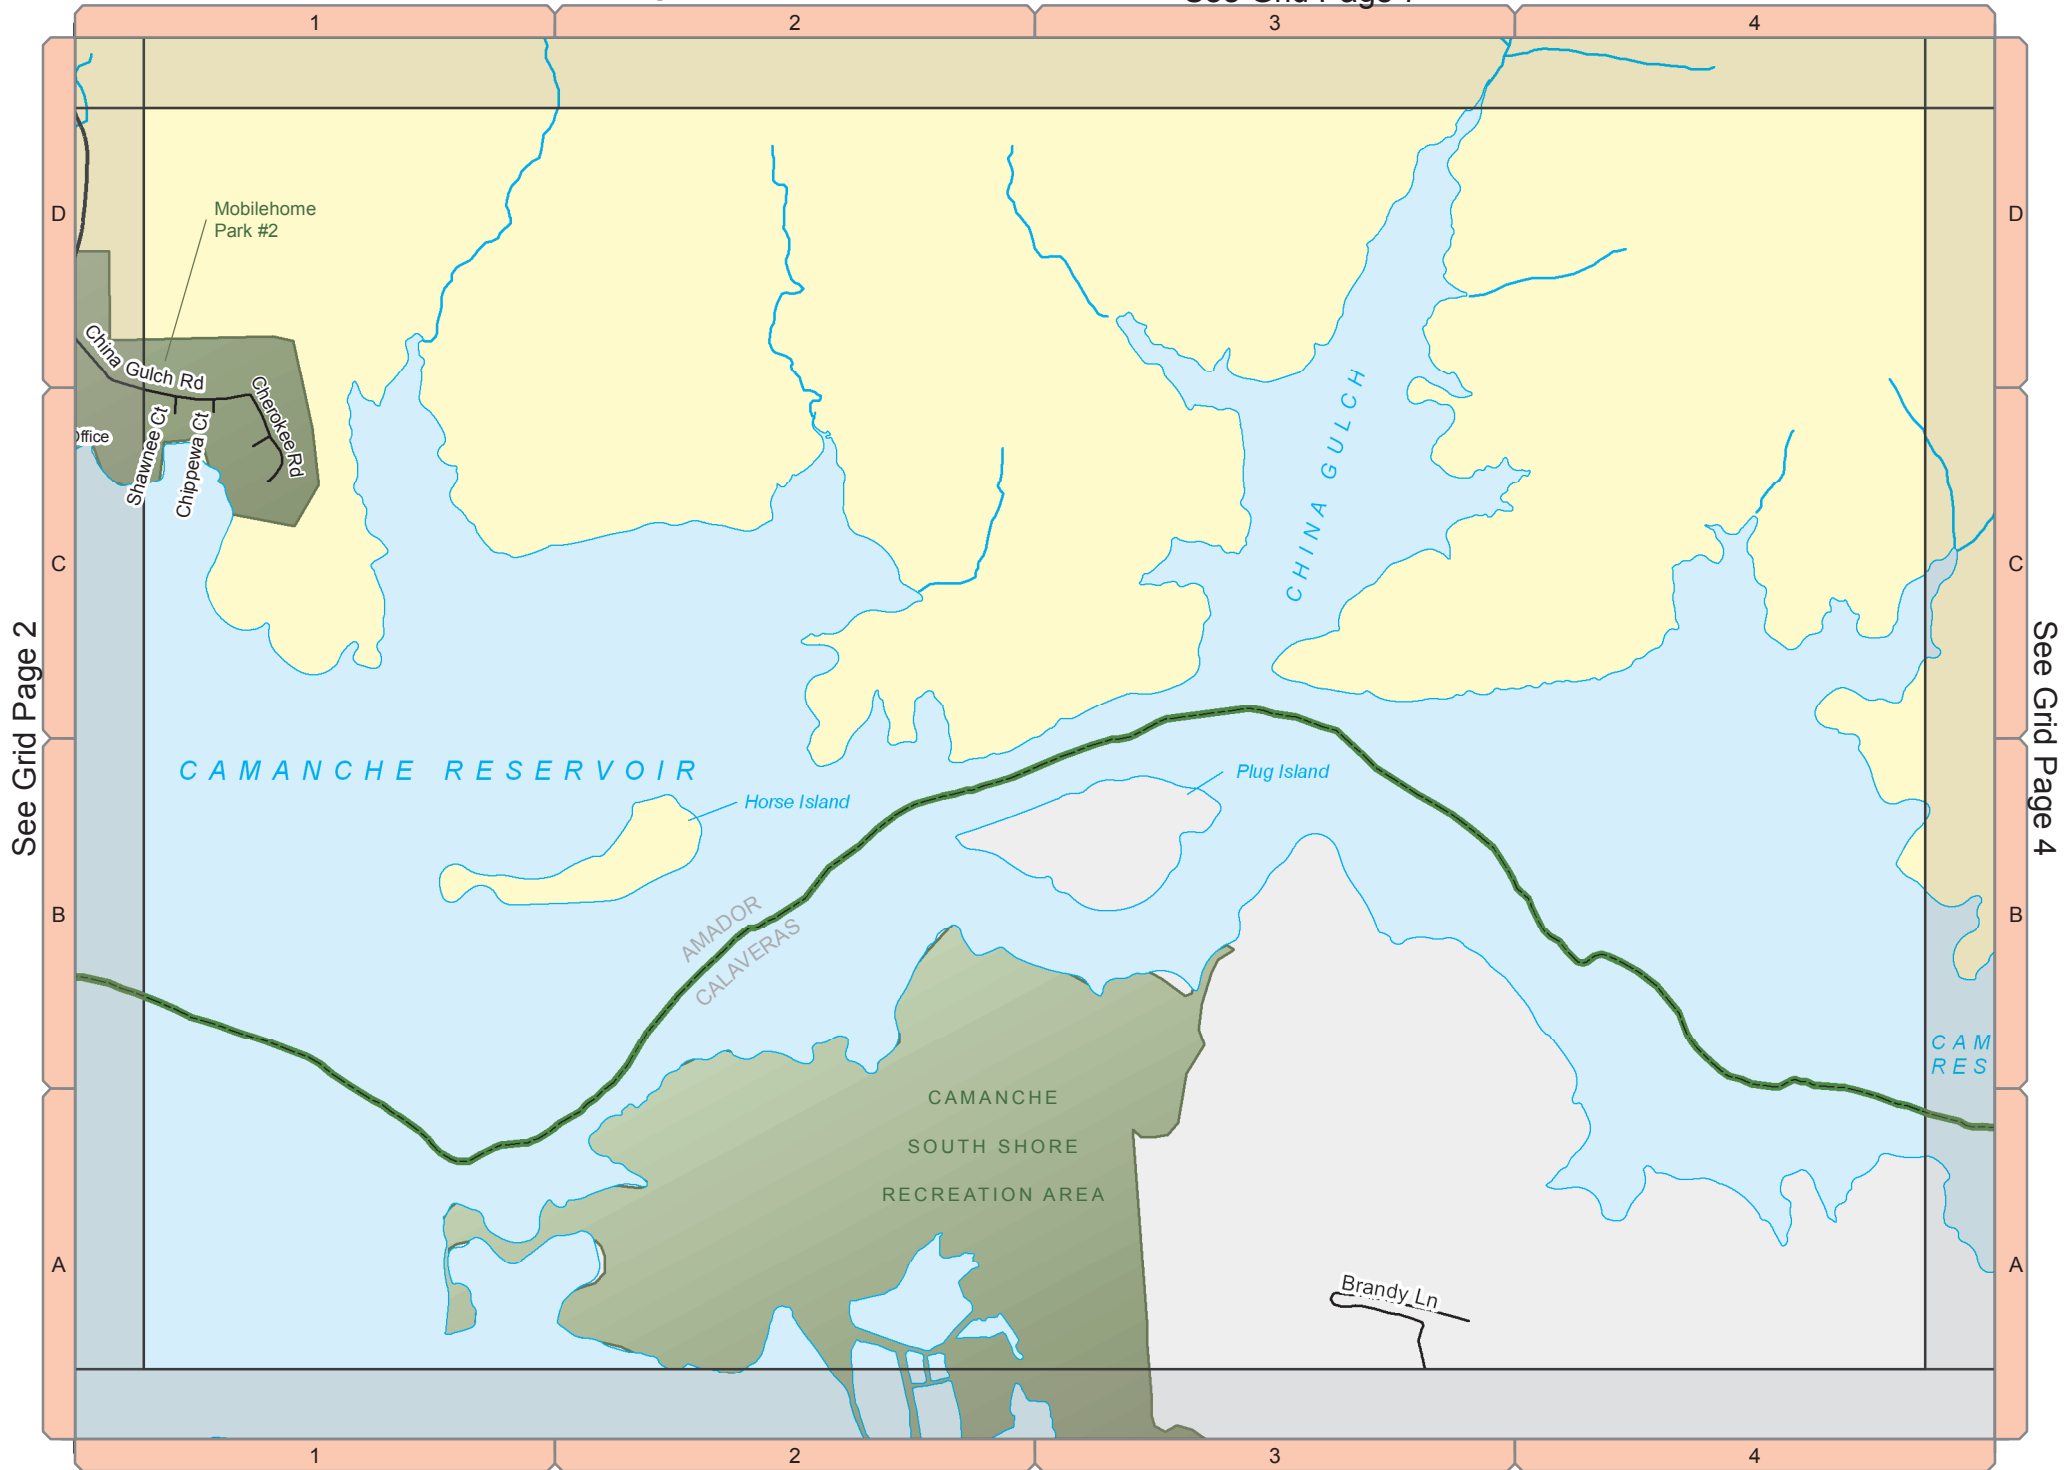 1 2 3 4
D
D
Mobilehome
Park #2
China Gulch Rd
Cherokee Rd
Shawnee Ct
Chippewa Ct
CHINA GULCH
C
C
See Grid Page 2
See Grid Page 4
CAMANCHE RESERVOIR
Horse Island
Plug Island
B
B
AMADOR
CALAVERAS
CAM
RES
CAMANCHE
SOUTH SHORE
RECREATION AREA
A
A
Brandy Ln
1 2 3 4